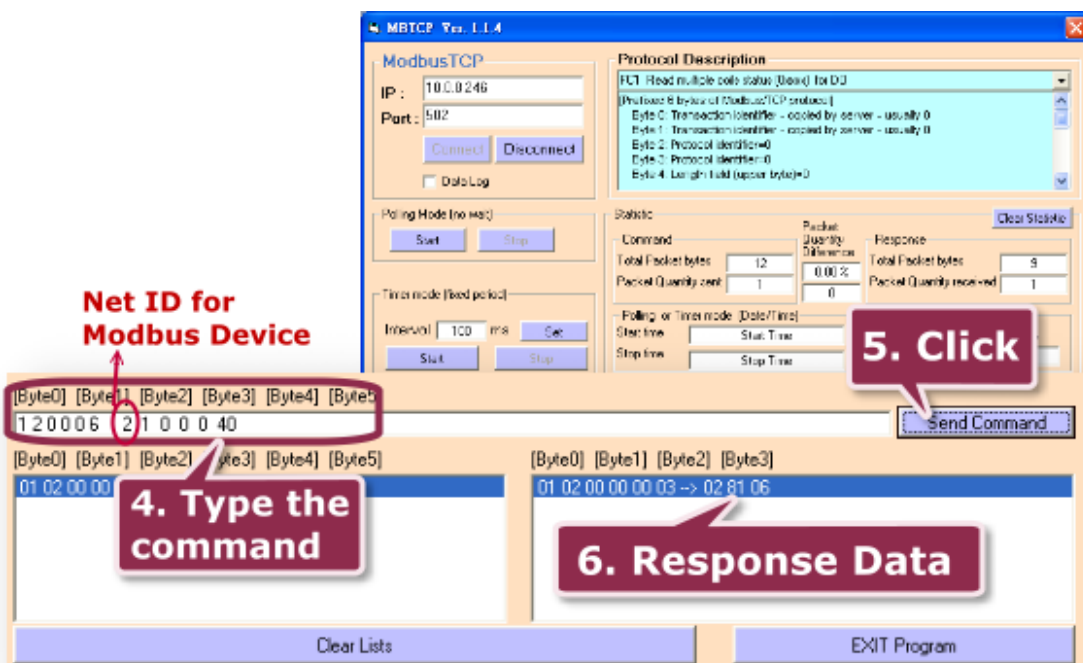 MBTCP Ver. 1.1.4
ModbusTCP
IP : 10.0.0.246
Port : 502
Connect Disconnect
Data Log
Protocol Description
FC1 Read multiple coils status (0xxxx) for DO
[Prefixed 6 bytes of Modbus/TCP protocol]
Byte 0: Transaction identifier - copied by server - usually 0
Byte 1: Transaction identifier - copied by server - usually 0
Byte 2: Protocol identifier=0
Byte 3: Protocol identifier=0
Byte 4: Length field (upper byte)=0
Polling Mode (no wait)
Start Stop
Statistic
Clear Statistic
Command
Total Packet bytes 12
Packet Quantity sent 1
Packet Quantity Difference
0.00 %
0
Response
Total Packet bytes 9
Packet Quantity received 1
Timer mode (fixed period)
Interval 100 ms Set
Start Stop
Polling or Timer mode (Date/Time)
Start time Start Time
Stop time Stop Time
Net ID for
Modbus Device
5. Click
[Byte0] [Byte1] [Byte2] [Byte3] [Byte4] [Byte5
1 2 0 0 0 6 2 1 0 0 0 40
Send Command
[Byte0] [Byte1] [Byte2] [Byte3] [Byte4] [Byte5]
01 02 00 00
4. Type the
command
[Byte0] [Byte1] [Byte2] [Byte3]
01 02 00 00 00 03 --> 02 81 06
6. Response Data
Clear Lists
EXIT Program